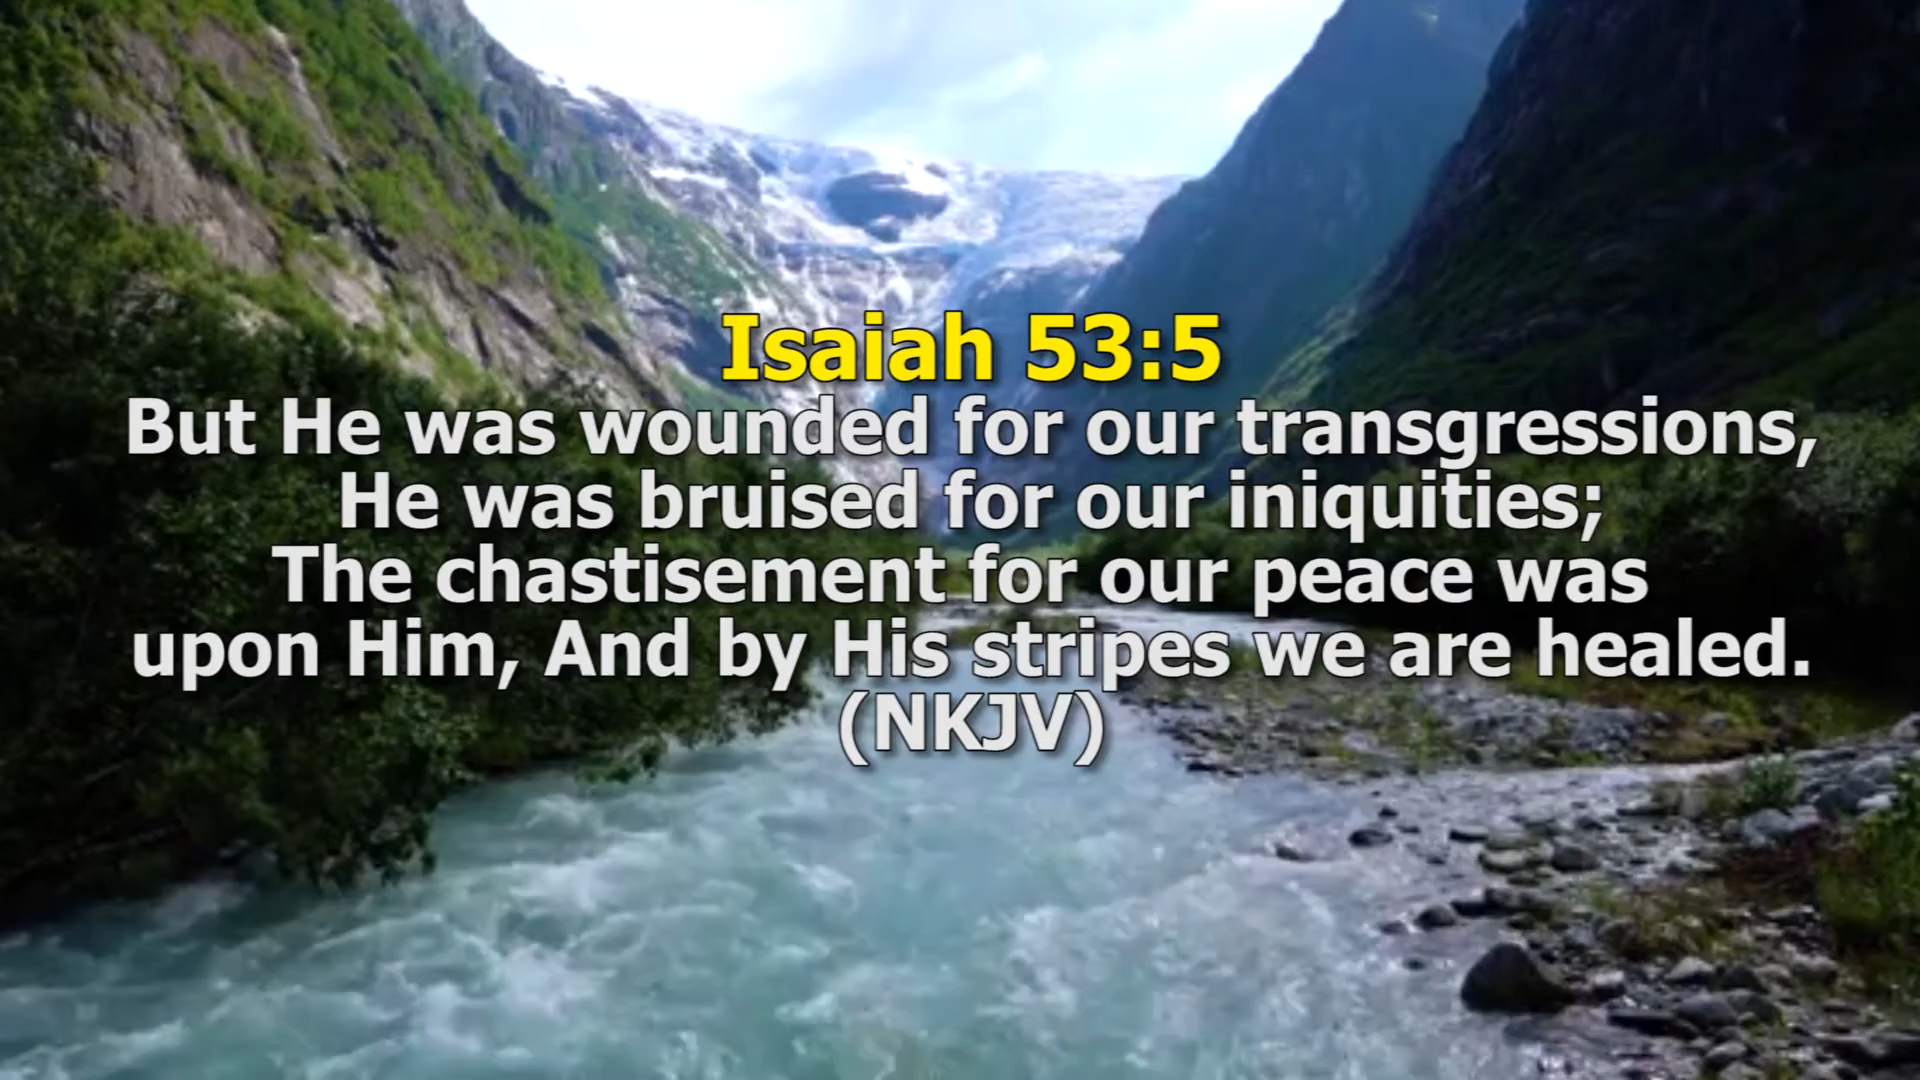 Isaiah 53:5
But He was wounded for our transgressions,
He was bruised for our iniquities;
The chastisement for our peace was
upon Him, And by His stripes we are healed.
(NKJV)